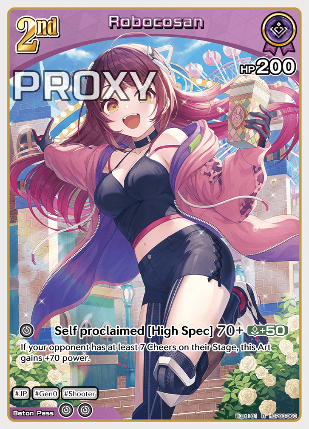 Robocosan
2nd
HP200
PROXY
Self proclaimed [High Spec] 70+ +50
If your opponent has at least 7 Cheers on their Stage, this Art
gains +70 power.
#JP #Gen0 #Shooter
Baton Pass